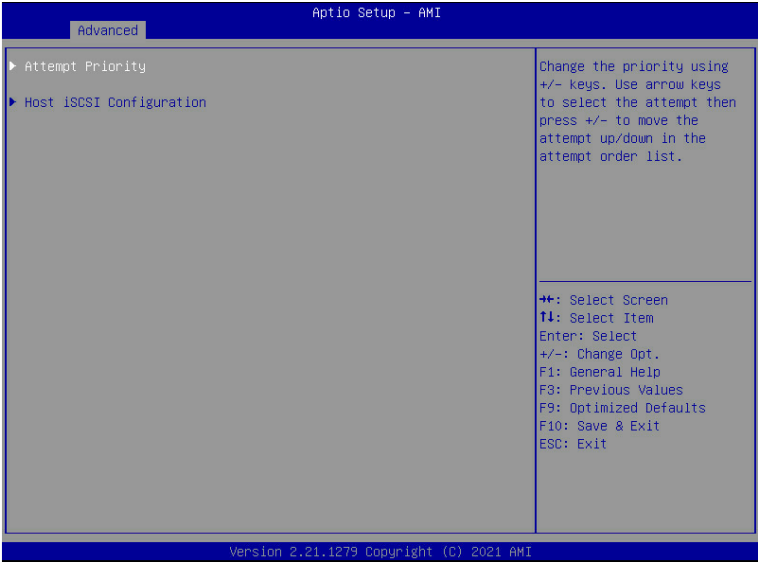 Aptio Setup – AMI
Advanced
▶ Attempt Priority
▶ Host iSCSI Configuration
Change the priority using
+/– keys. Use arrow keys
to select the attempt then
press +/– to move the
attempt up/down in the
attempt order list.
→←: Select Screen
↑↓: Select Item
Enter: Select
+/–: Change Opt.
F1: General Help
F3: Previous Values
F9: Optimized Defaults
F10: Save & Exit
ESC: Exit
Version 2.21.1279 Copyright (C) 2021 AMI